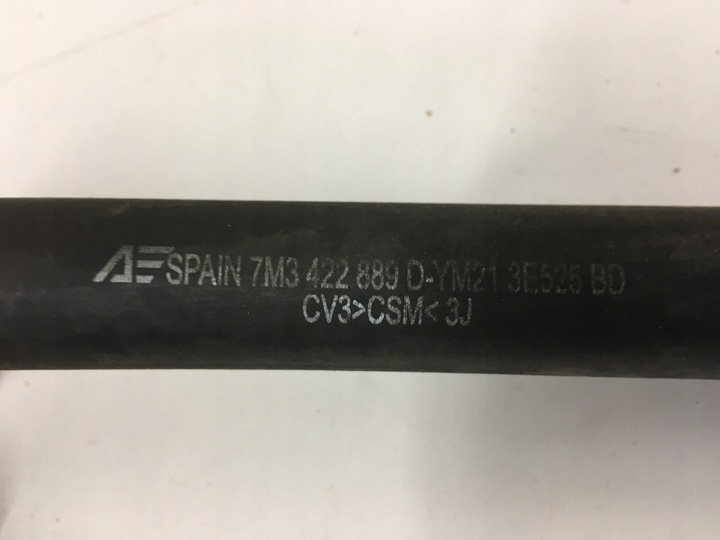 AE SPAIN 7M3 422 889 D-YM21 3E525 BD
CV3>CSM< 3J